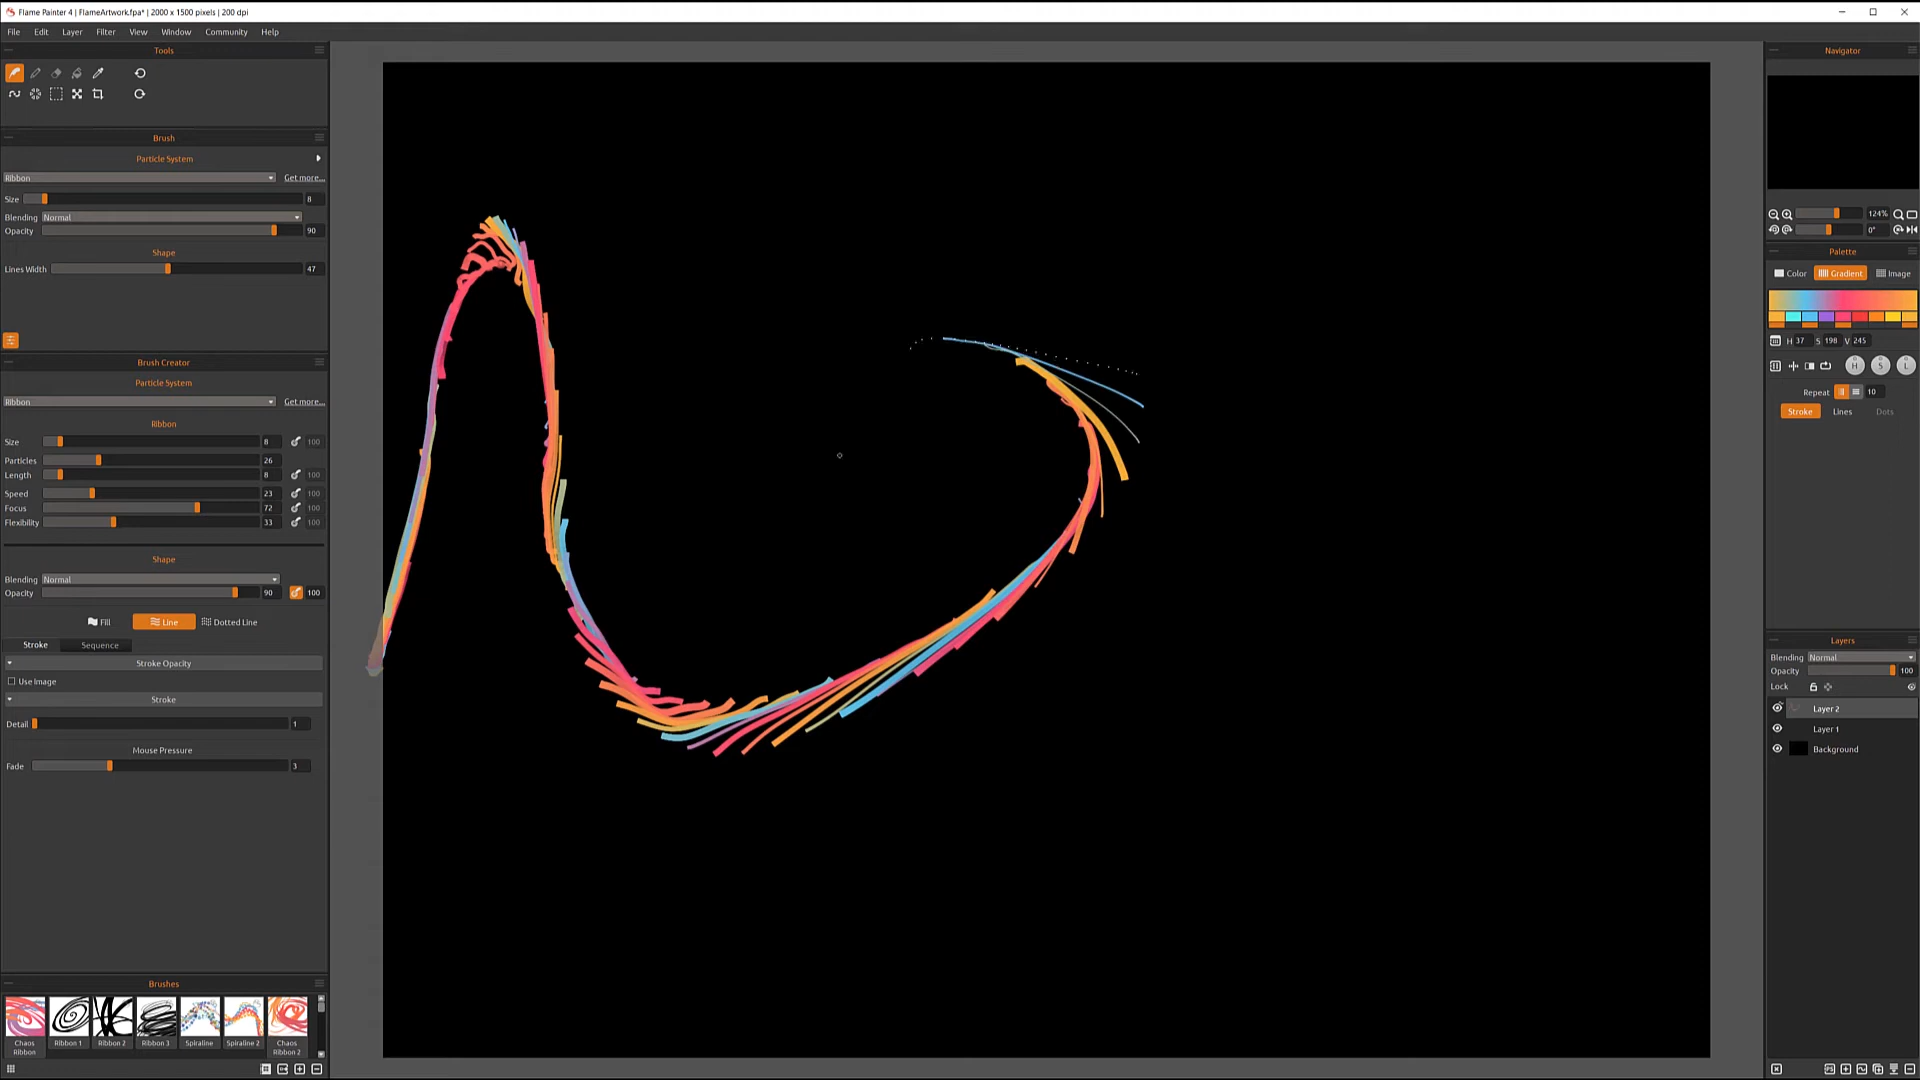 Flame Painter 4 | FlameArtwork.fpa* | 2000 x 1500 pixels | 200 dpi
File Edit Layer Filter View Window Community Help
Tools
Brush
Particle System
Ribbon Get more...
Size 8
Blending Normal
Opacity 90
Shape
Lines Width 47
Brush Creator
Particle System
Ribbon Get more...
Ribbon
Size 8 100
Particles 26
Length 8 100
Speed 23 100
Focus 72 100
Flexibility 33 100
Shape
Blending Normal
Opacity 90 100
Fill Line Dotted Line
Stroke Sequence
Stroke Opacity
Use Image
Stroke
Detail 1
Mouse Pressure
Fade 3
Brushes
Chaos Ribbon
Ribbon 1
Ribbon 2
Ribbon 3
Spiraline
Spiraline 2
Chaos Ribbon 2
Navigator
124%
0°
Palette
Color Gradient Image
H 37 S 198 V 245
H S L
Repeat 10
Stroke Lines Dots
Layers
Blending Normal
Opacity 100
Lock
Layer 2
Layer 1
Background
PS